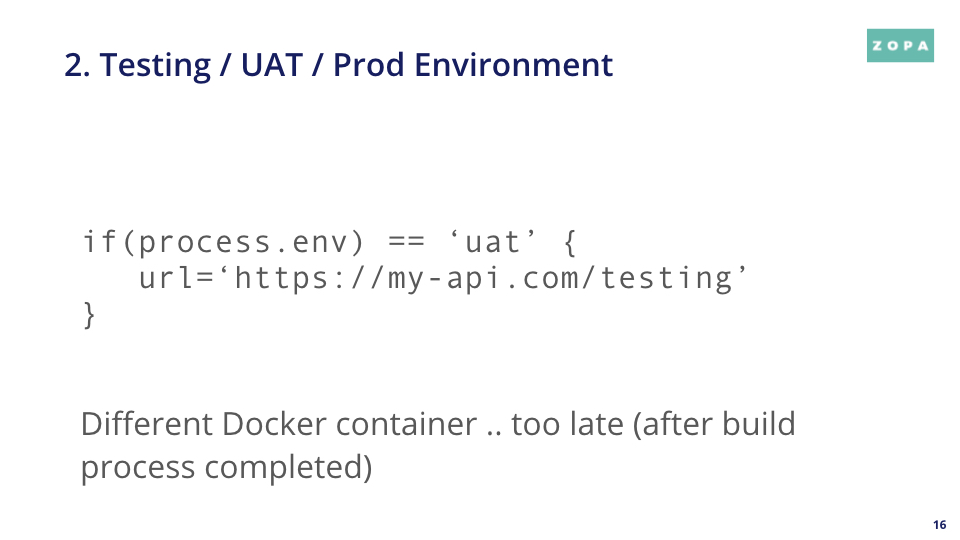 2. Testing / UAT / Prod Environment
ZOPA
if(process.env) == ‘uat’ {
   url=‘https://my-api.com/testing’
}
Different Docker container .. too late (after build
process completed)
16